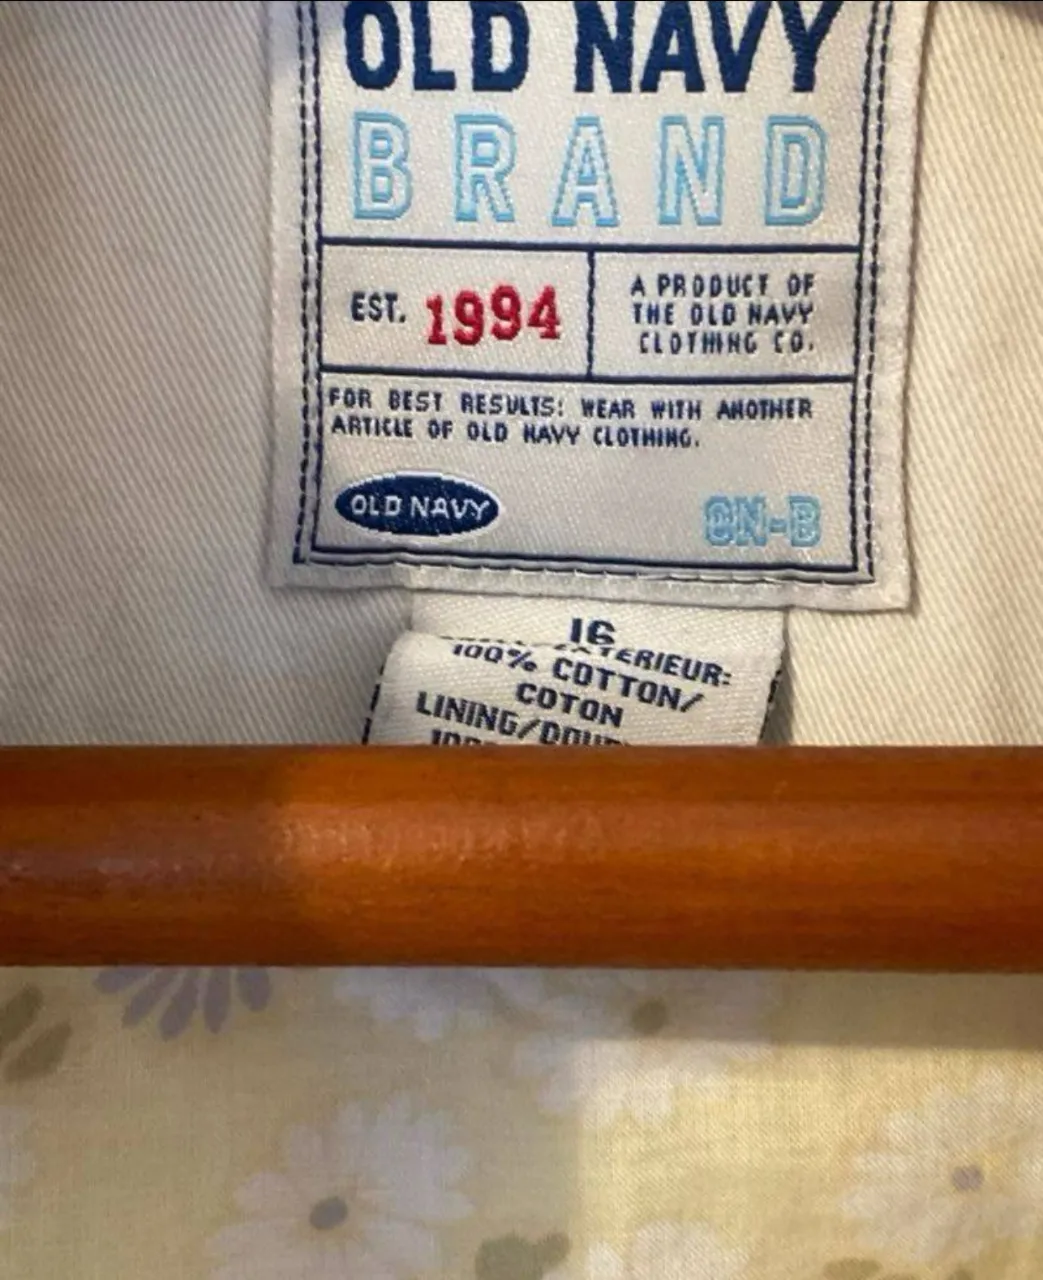 OLD NAVY
BRAND
EST. 1994
A PRODUCT OF
THE OLD NAVY
CLOTHING CO.
FOR BEST RESULTS: WEAR WITH ANOTHER
ARTICLE OF OLD NAVY CLOTHING.
OLD NAVY
ON-B
16
100% COTTON/
COTON
LINING/